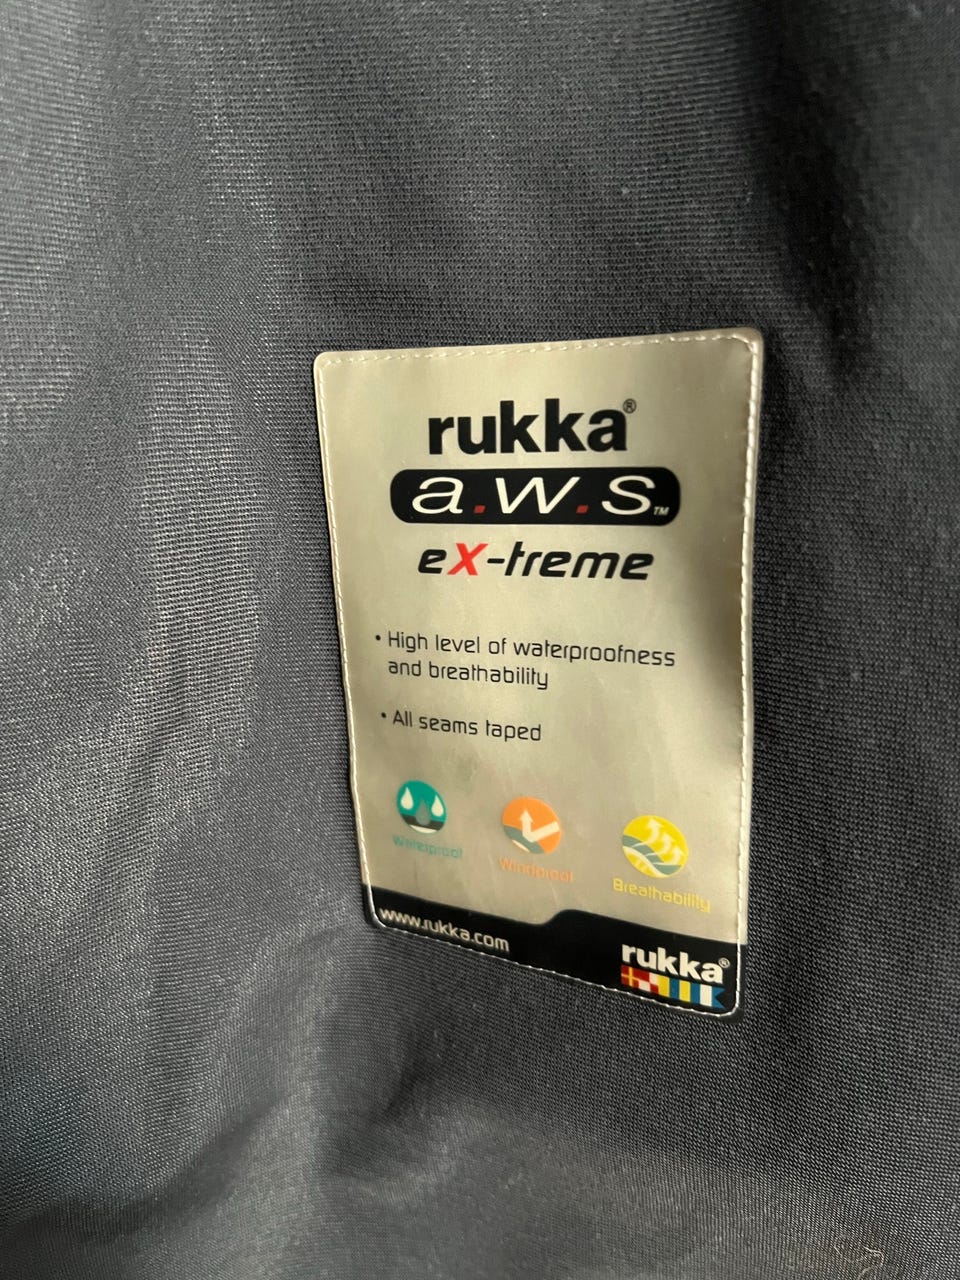 rukka®
a.w.s.™
eX-treme
• High level of waterproofness
and breathability
• All seams taped
Waterproof
Windproof
Breathability
www.rukka.com
rukka®